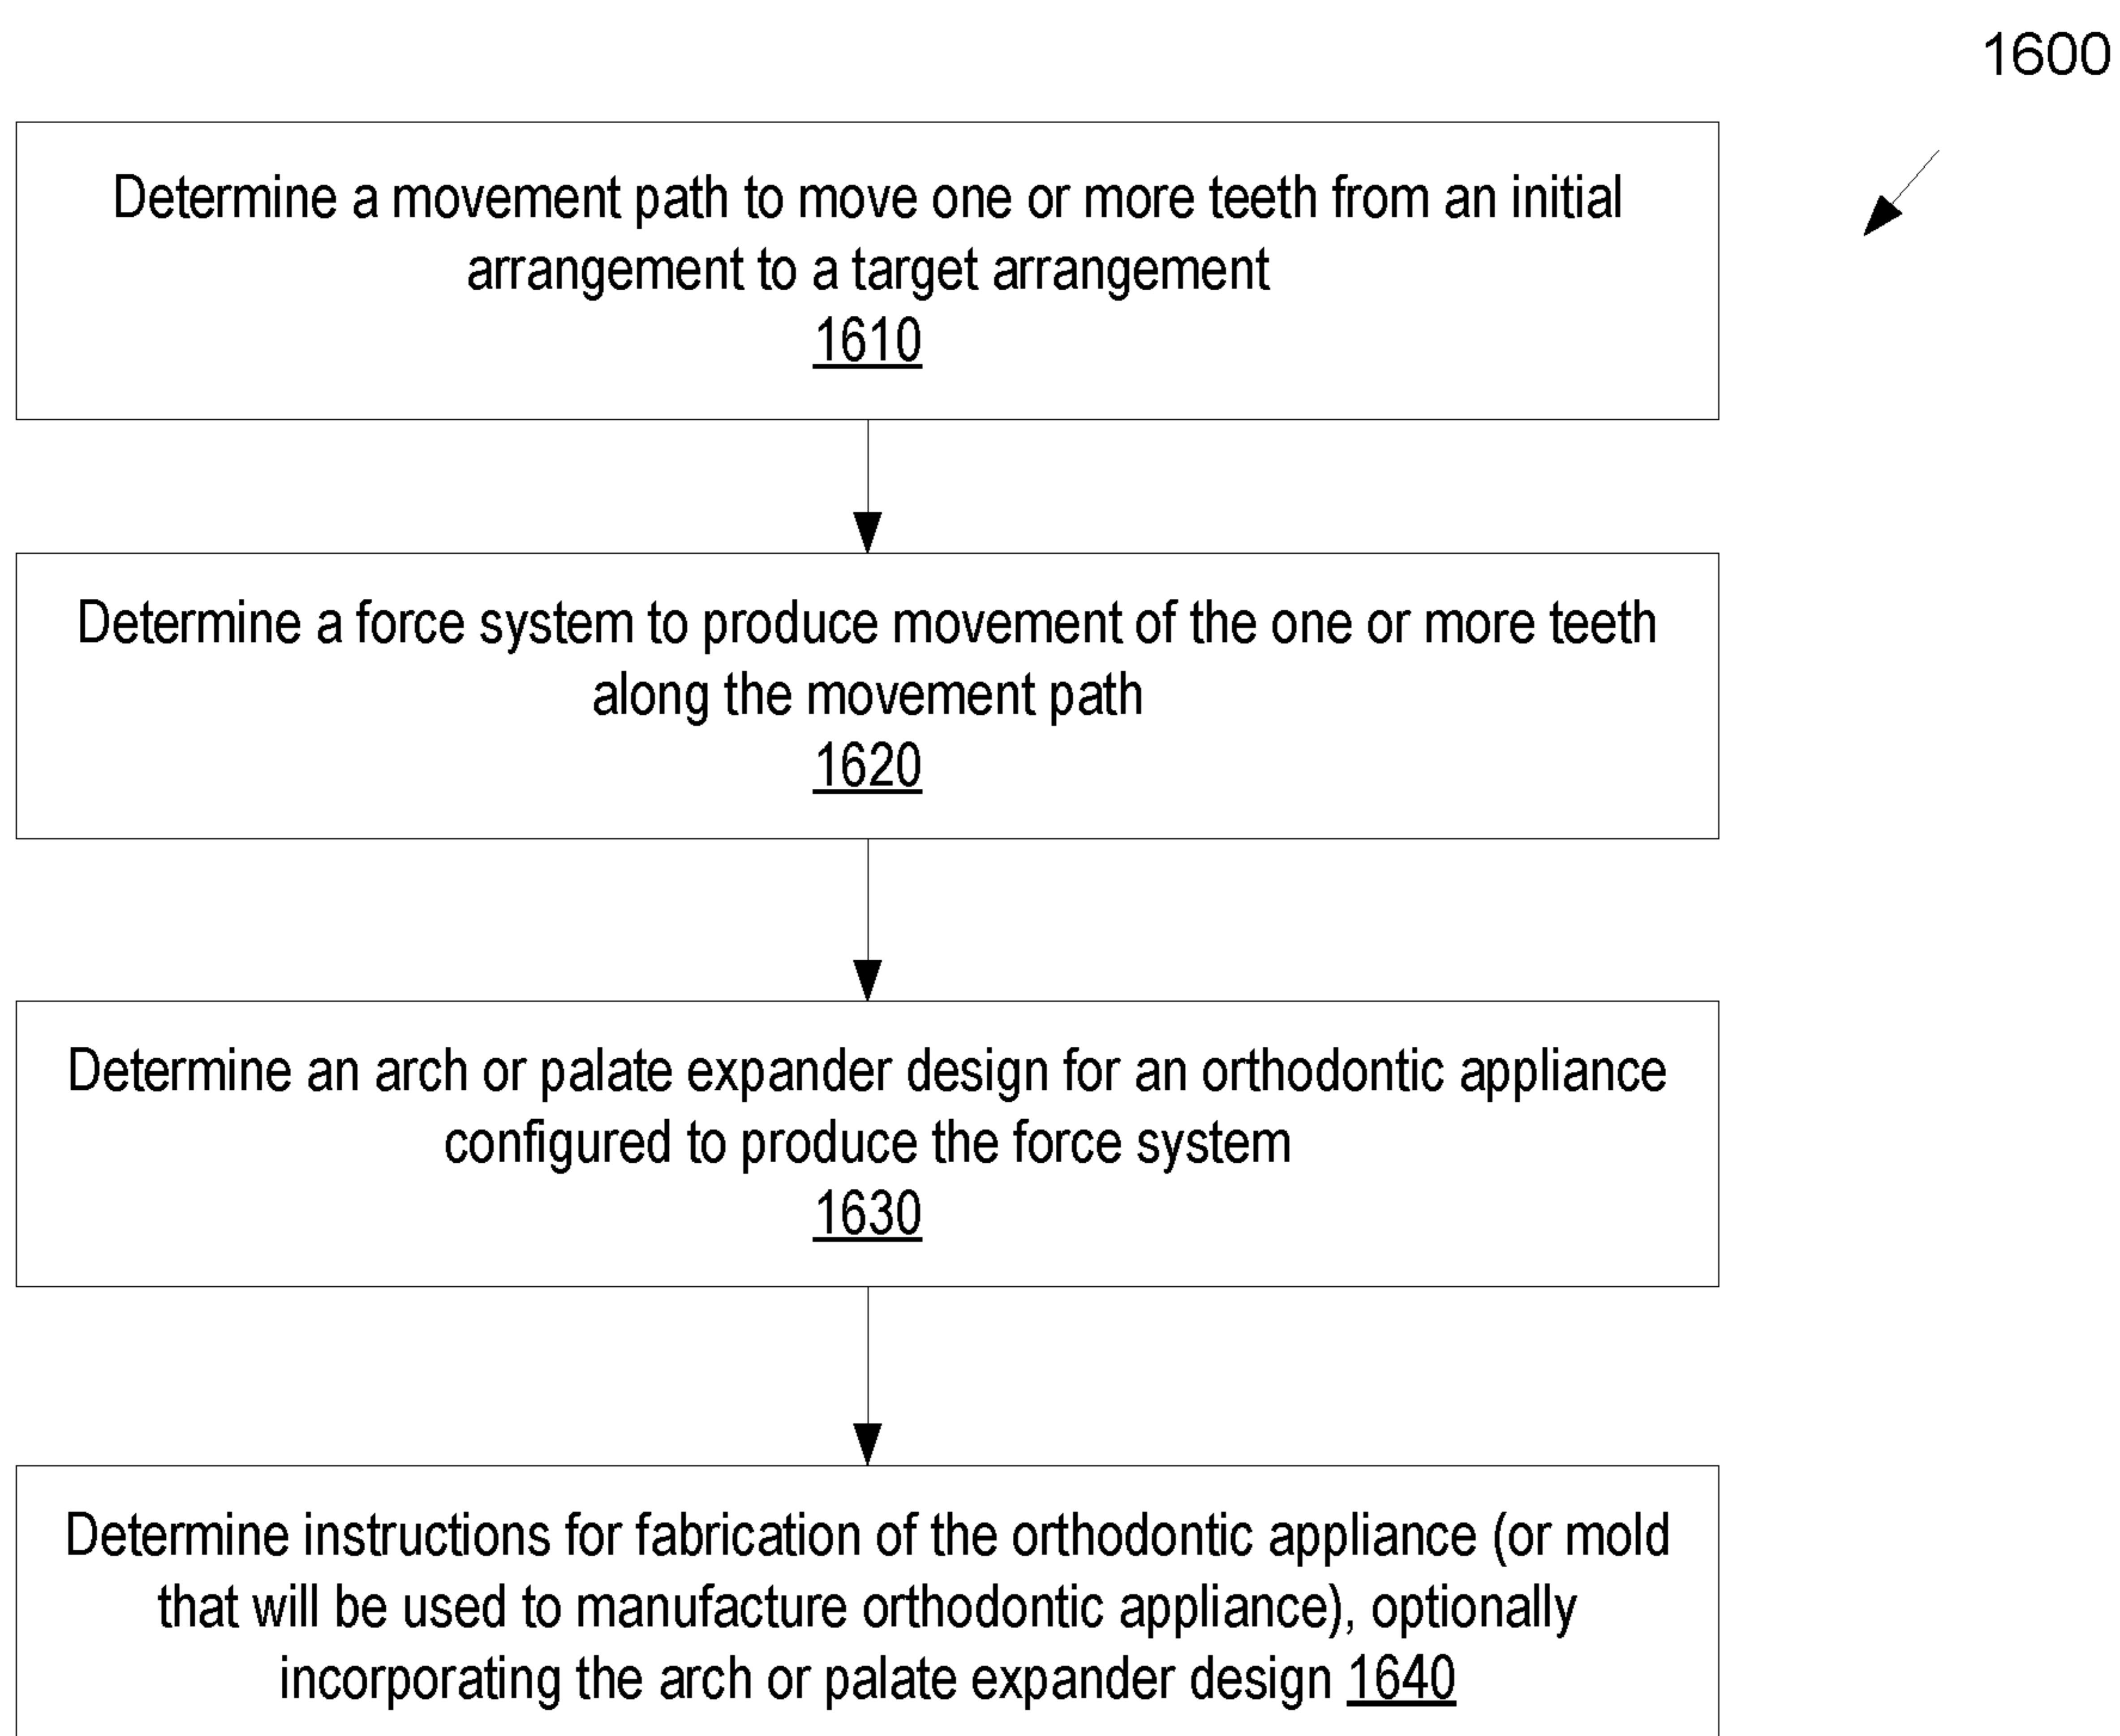 1600
Determine a movement path to move one or more teeth from an initial
arrangement to a target arrangement
1610
Determine a force system to produce movement of the one or more teeth
along the movement path
1620
Determine an arch or palate expander design for an orthodontic appliance
configured to produce the force system
1630
Determine instructions for fabrication of the orthodontic appliance (or mold
that will be used to manufacture orthodontic appliance), optionally
incorporating the arch or palate expander design 1640